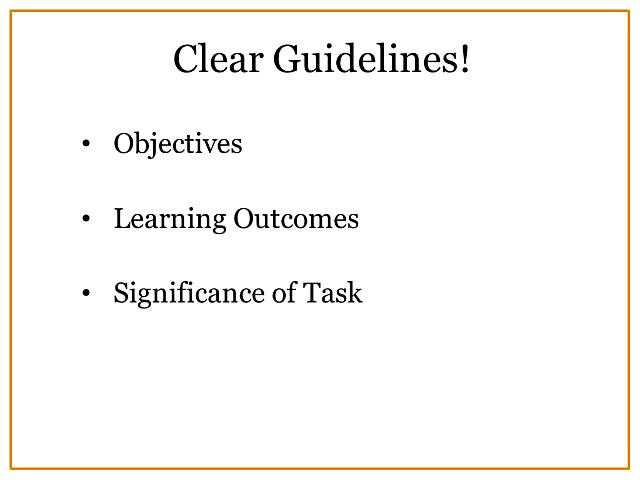 Clear Guidelines!
• Objectives
• Learning Outcomes
• Significance of Task